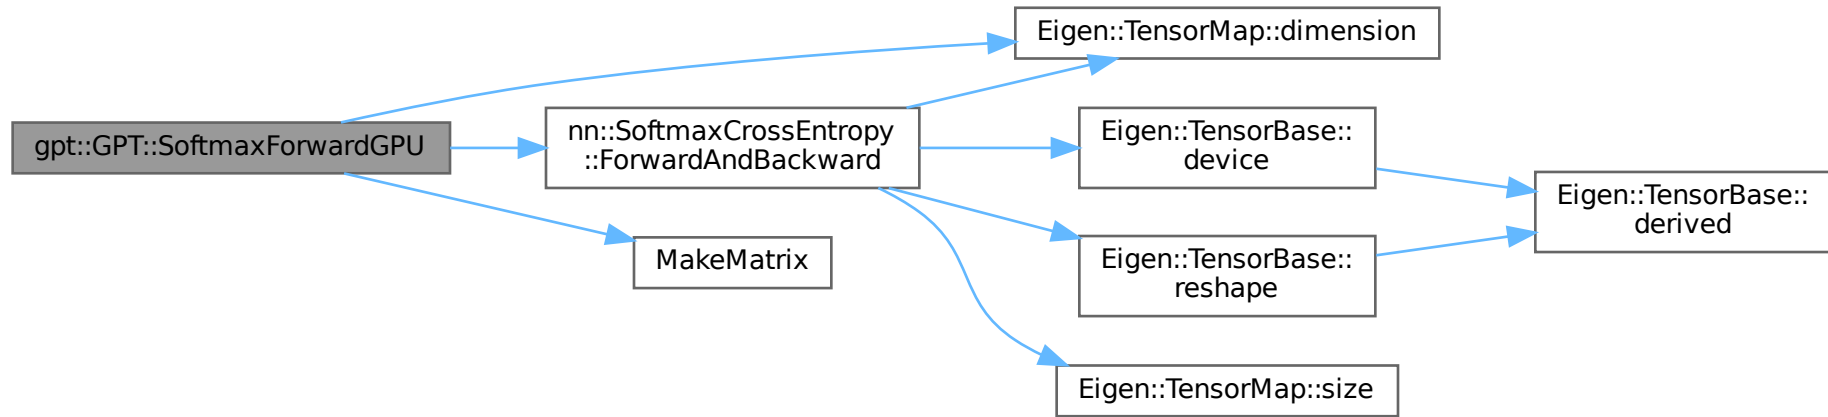 gpt::GPT::SoftmaxForwardGPU
nn::SoftmaxCrossEntropy
::ForwardAndBackward
MakeMatrix
Eigen::TensorMap::dimension
Eigen::TensorBase::
device
Eigen::TensorBase::
reshape
Eigen::TensorMap::size
Eigen::TensorBase::
derived